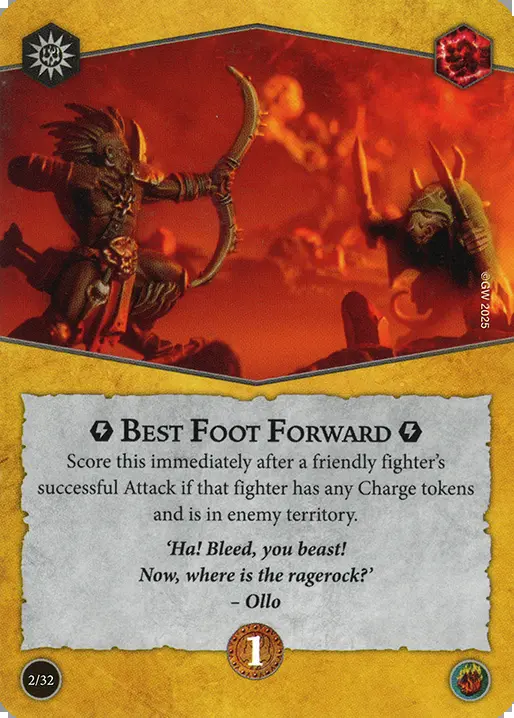 ©GW 2025
BEST FOOT FORWARD
Score this immediately after a friendly fighter's
successful Attack if that fighter has any Charge tokens
and is in enemy territory.
‘Ha! Bleed, you beast!
Now, where is the ragerock?’
– Ollo
1
2/32